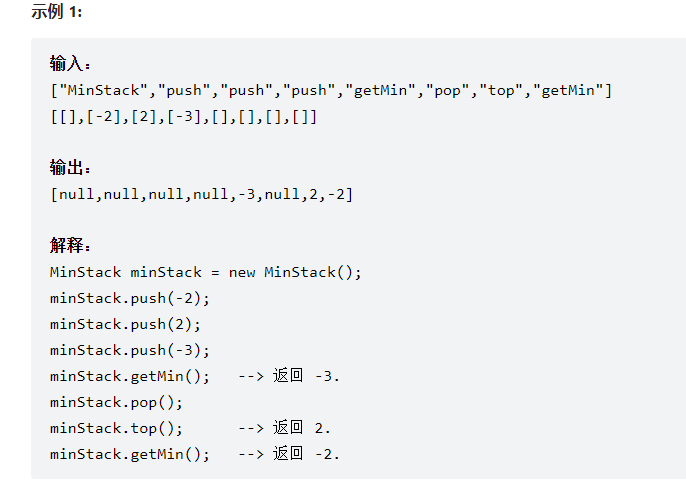 示例 1:
输入：
["MinStack","push","push","push","getMin","pop","top","getMin"]
[[],[-2],[2],[-3],[],[],[],[]]
输出：
[null,null,null,null,-3,null,2,-2]
解释：
MinStack minStack = new MinStack();
minStack.push(-2);
minStack.push(2);
minStack.push(-3);
minStack.getMin();   --> 返回 -3.
minStack.pop();
minStack.top();      --> 返回 2.
minStack.getMin();   --> 返回 -2.